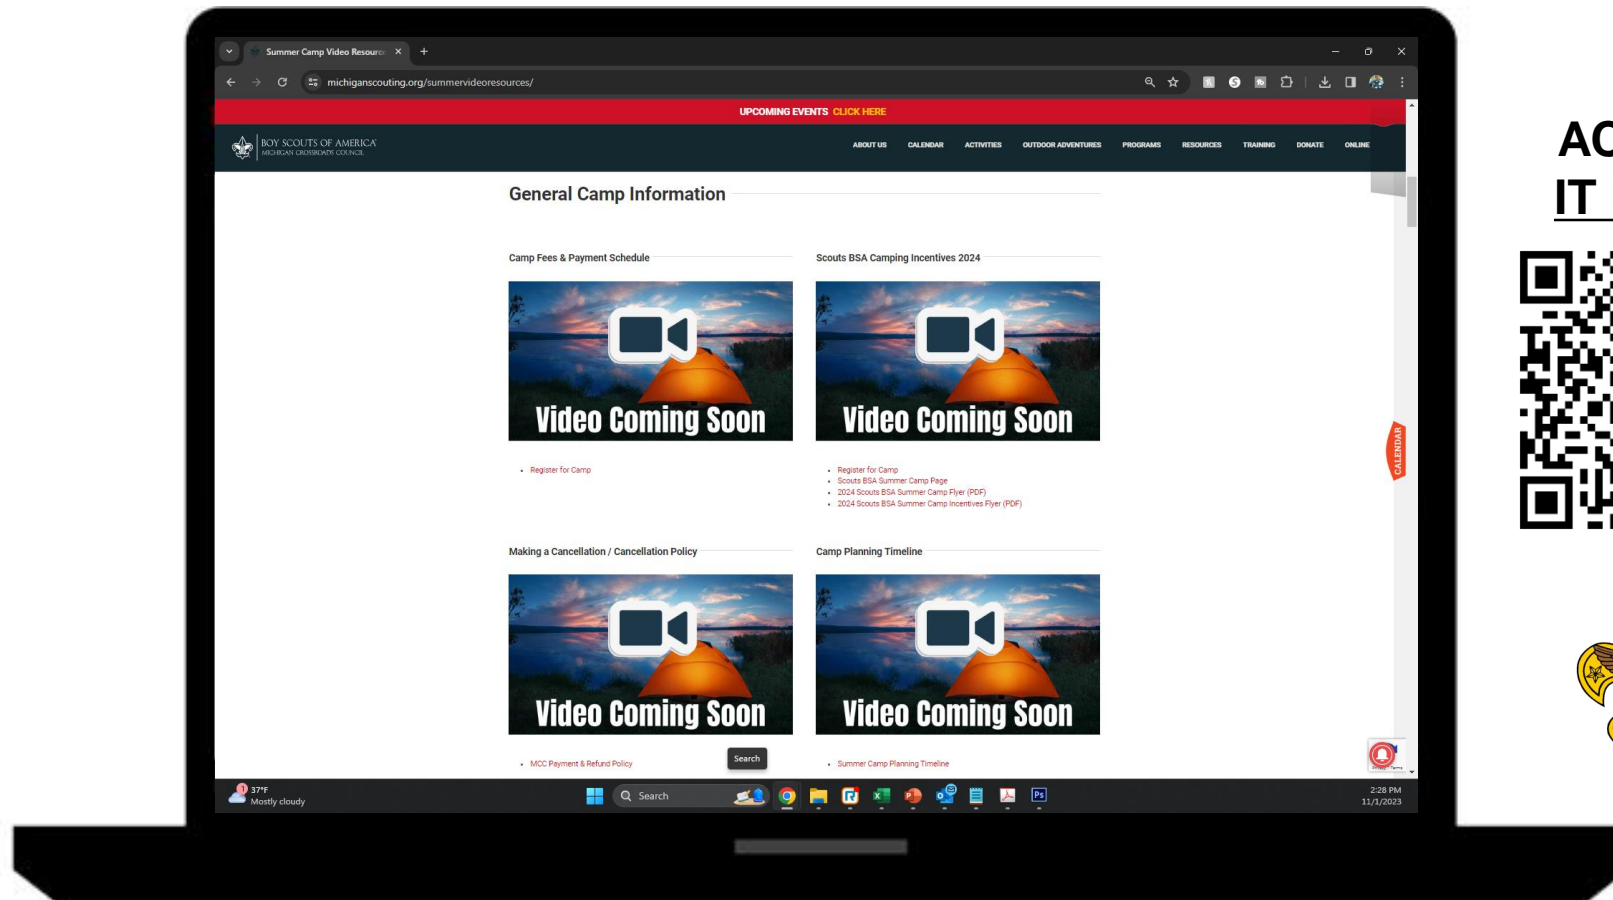 Summer Camp Video Resourc
michiganscouting.org/summervideoresources/
UPCOMING EVENTS CLICK HERE
BOY SCOUTS OF AMERICA
MICHIGAN CROSSROADS COUNCIL
ABOUT US CALENDAR ACTIVITIES OUTDOOR ADVENTURES PROGRAMS RESOURCES TRAINING DONATE ONLINE
General Camp Information
Camp Fees & Payment Schedule
Video Coming Soon
• Register for Camp
Scouts BSA Camping Incentives 2024
Video Coming Soon
• Register for Camp
• Scouts BSA Summer Camp Page
• 2024 Scouts BSA Summer Camp Flyer (PDF)
• 2024 Scouts BSA Summer Camp Incentives Flyer (PDF)
Making a Cancellation / Cancellation Policy
Video Coming Soon
• MCC Payment & Refund Policy
Camp Planning Timeline
Video Coming Soon
• Summer Camp Planning Timeline
CALENDAR
Search
1
37°F
Mostly cloudy
Search
Ps
2:28 PM
11/1/2023
AC
IT